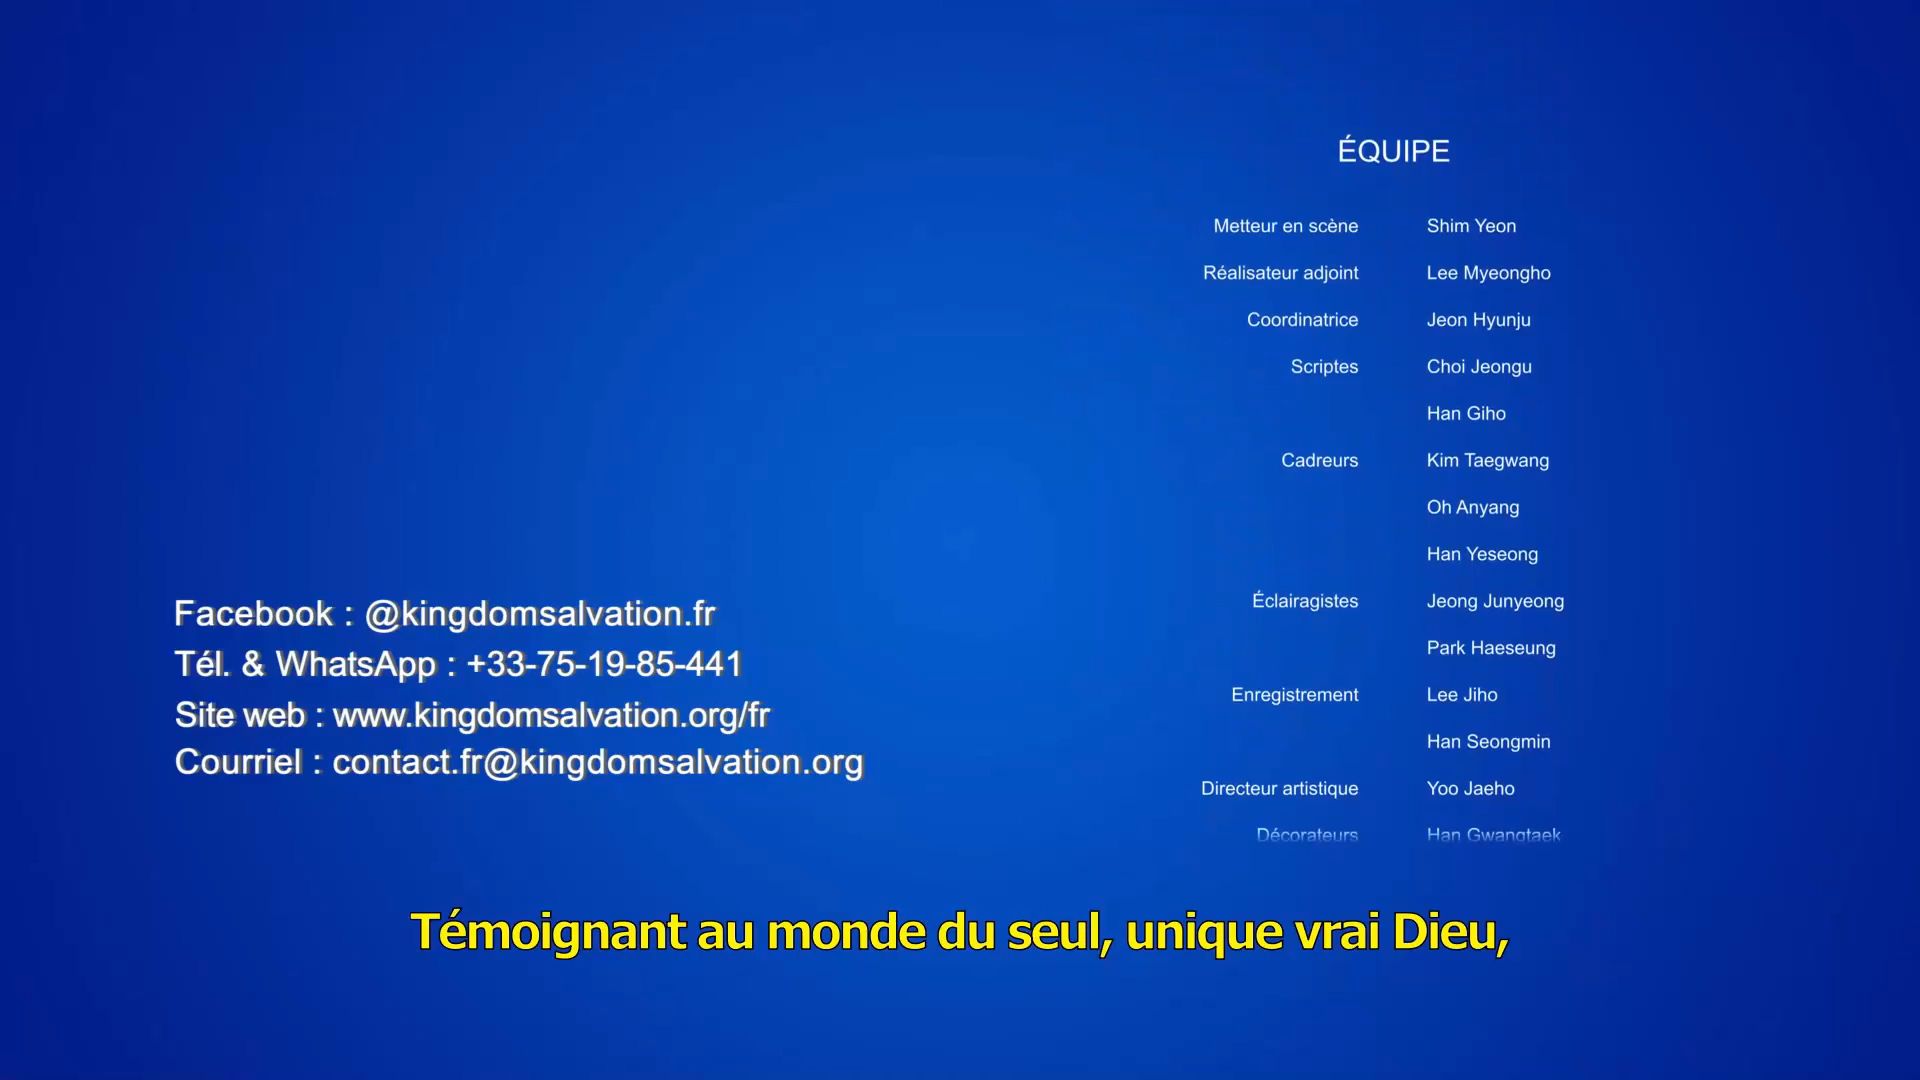 ÉQUIPE
Metteur en scène Shim Yeon
Réalisateur adjoint Lee Myeongho
Coordinatrice Jeon Hyunju
Scriptes Choi Jeongu
Han Giho
Cadreurs Kim Taegwang
Oh Anyang
Han Yeseong
Éclairagistes Jeong Junyeong
Park Haeseung
Enregistrement Lee Jiho
Han Seongmin
Directeur artistique Yoo Jaeho
Décorateurs Han Gwangtaek
Facebook : @kingdomsalvation.fr
Tél. & WhatsApp : +33-75-19-85-441
Site web : www.kingdomsalvation.org/fr
Courriel : contact.fr@kingdomsalvation.org
Témoignant au monde du seul, unique vrai Dieu,